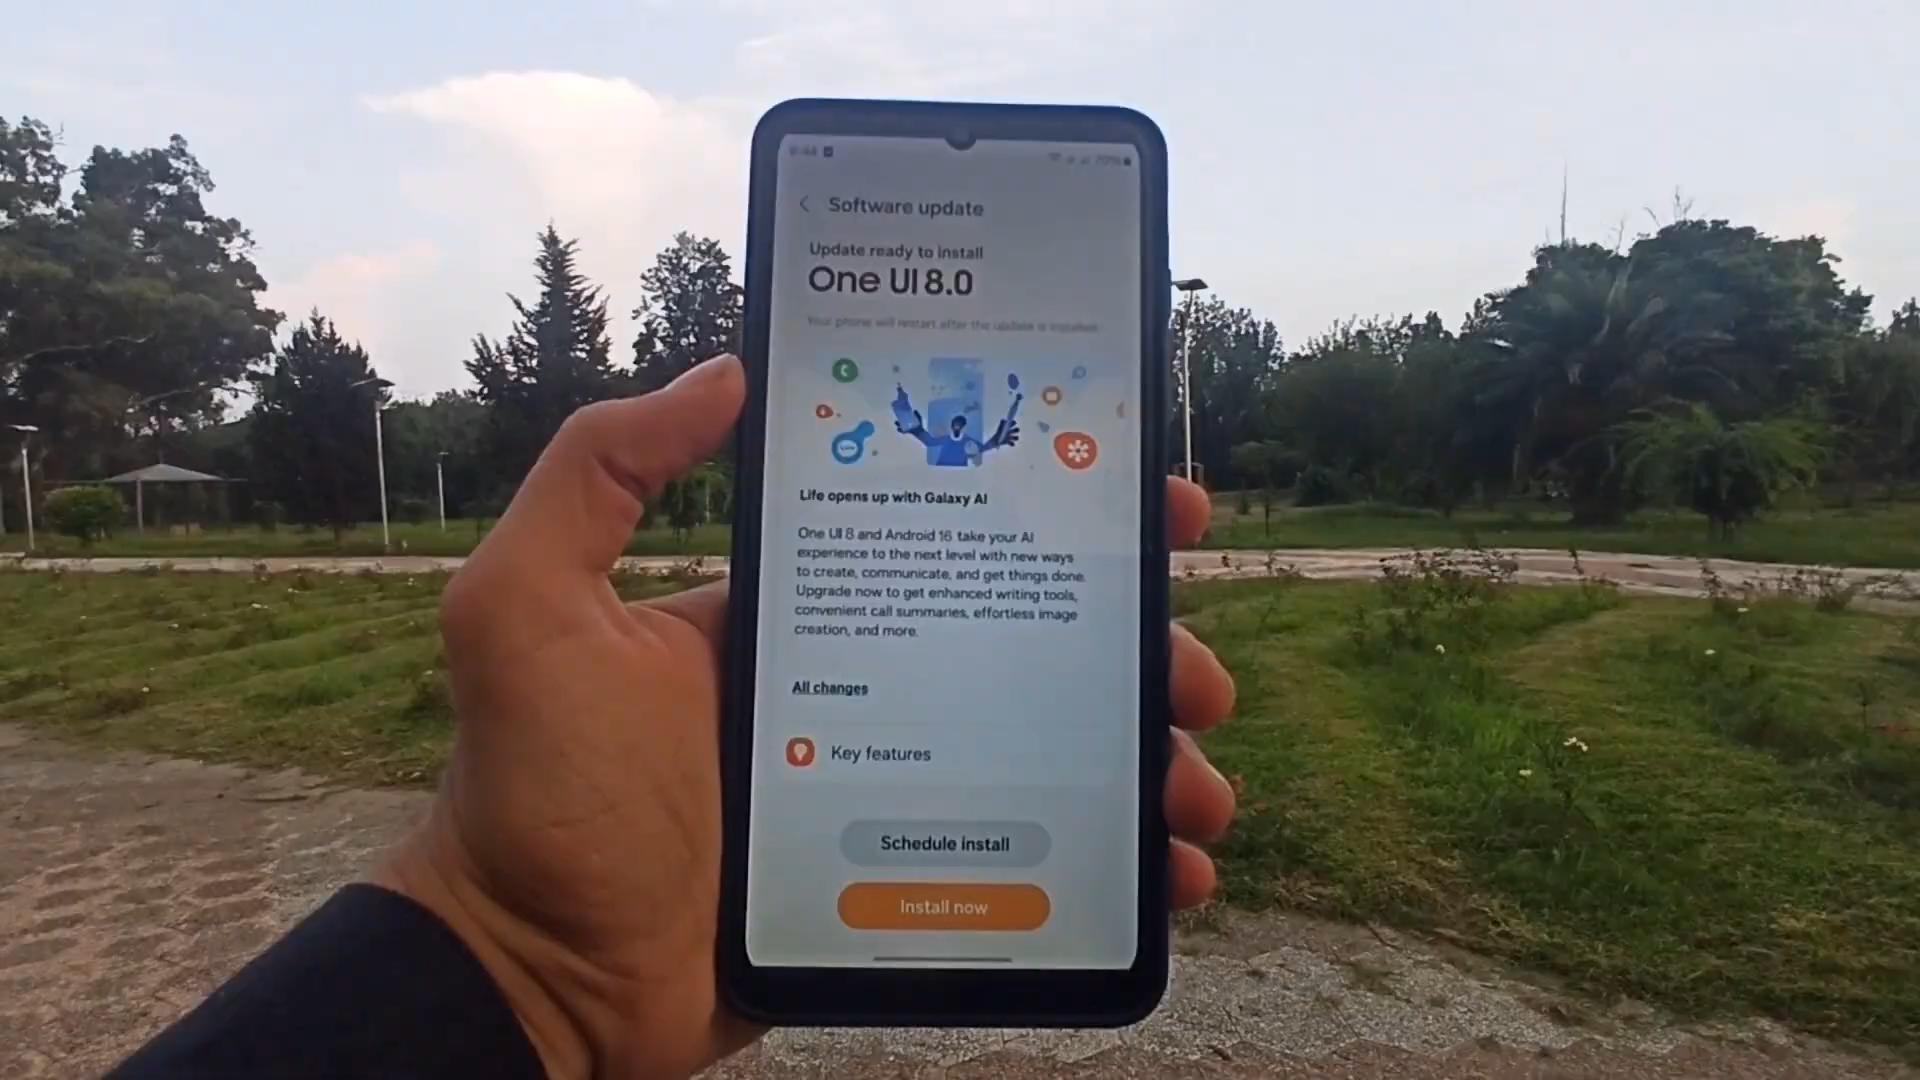 70%
Software update
Update ready to install
One UI 8.0
Your phone will restart after the update is installed.
Life opens up with Galaxy AI
One UI 8 and Android 16 take your AI
experience to the next level with new ways
to create, communicate, and get things done.
Upgrade now to get enhanced writing tools,
convenient call summaries, effortless image
creation, and more.
All changes
Key features
Schedule install
Install now